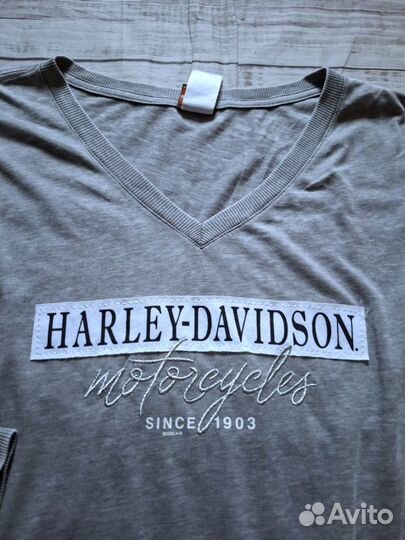 HARLEY-DAVIDSON
motorcycles
SINCE 1903
Avito